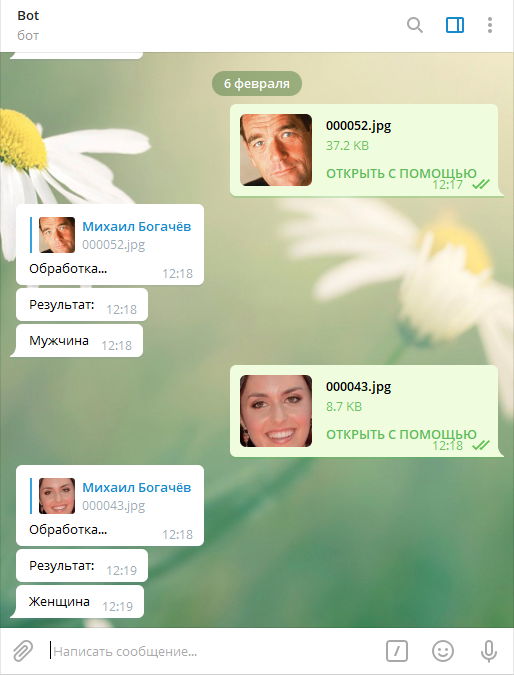 Bot
бот
6 февраля
000052.jpg
37.2 KB
ОТКРЫТЬ С ПОМОЩЬЮ
12:17
Михаил Богачёв
000052.jpg
Обработка...
12:18
Результат:
12:18
Мужчина
12:18
000043.jpg
8.7 KB
ОТКРЫТЬ С ПОМОЩЬЮ
12:18
Михаил Богачёв
000043.jpg
Обработка...
12:18
Результат:
12:19
Женщина
12:19
Написать сообщение...